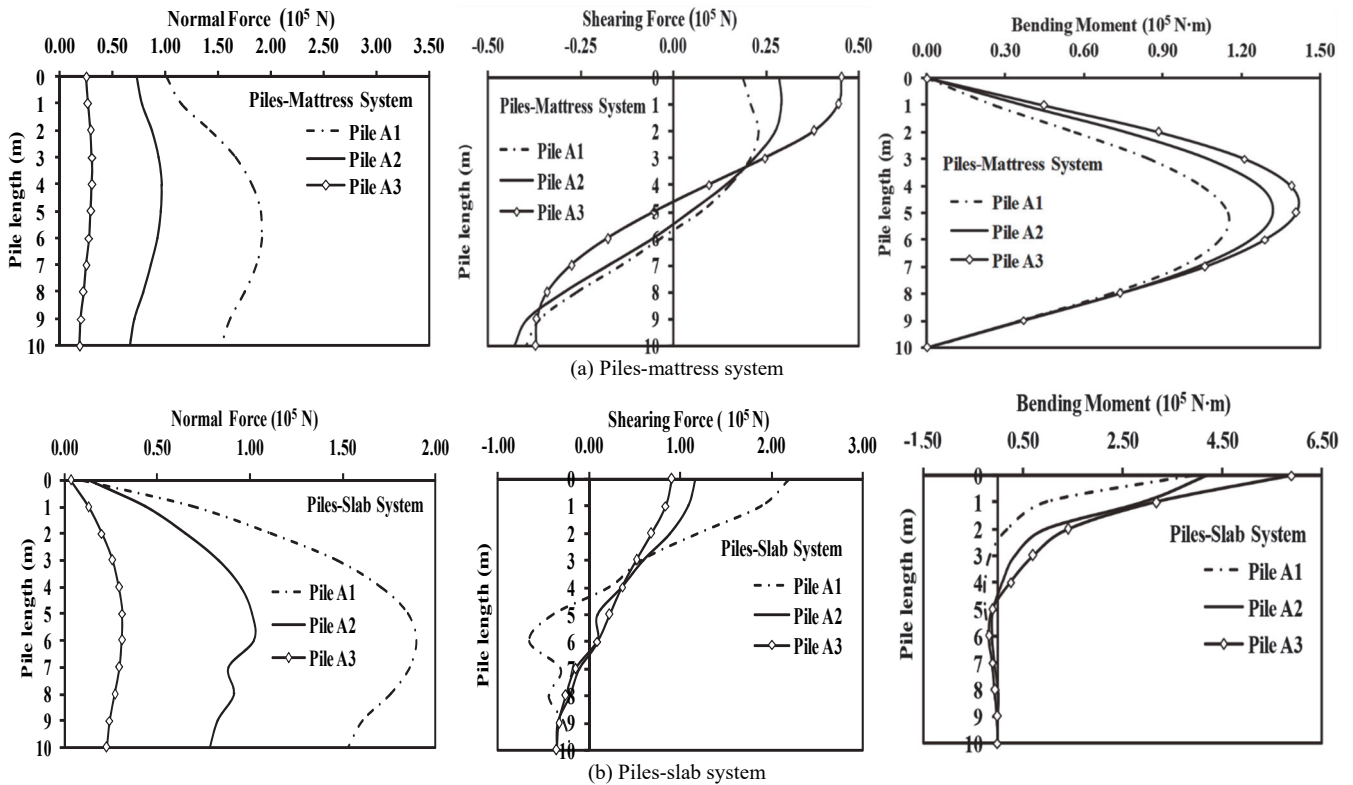 Normal Force (10⁵ N)
0.00 0.50 1.00 1.50 2.00 2.50 3.00 3.50
Pile length (m)
0
1
2
3
4
5
6
7
8
9
10
Piles-Mattress System
Pile A1
Pile A2
Pile A3
Shearing Force (10⁵ N)
-0.50 -0.25 0.00 0.25 0.50
Pile length (m)
0
1
2
3
4
5
6
7
8
9
10
Piles-Mattress System
Pile A1
Pile A2
Pile A3
Bending Moment (10⁵ N·m)
0.00 0.30 0.60 0.90 1.20 1.50
Pile length (m)
0
1
2
3
4
5
6
7
8
9
10
Piles-Mattress System
Pile A1
Pile A2
Pile A3
(a) Piles-mattress system
Normal Force (10⁵ N)
0.00 0.50 1.00 1.50 2.00
Pile length (m)
0
1
2
3
4
5
6
7
8
9
10
Piles-Slab System
Pile A1
Pile A2
Pile A3
Shearing Force ( 10⁵ N)
-1.00 0.00 1.00 2.00 3.00
Pile length (m)
0
1
2
3
4
5
6
7
8
9
10
Piles-Slab System
Pile A1
Pile A2
Pile A3
Bending Moment (10⁵ N·m)
-1.50 0.50 2.50 4.50 6.50
Pile length (m)
0
1
2
3
4
5
6
7
8
9
10
Piles-Slab System
Pile A1
Pile A2
Pile A3
(b) Piles-slab system